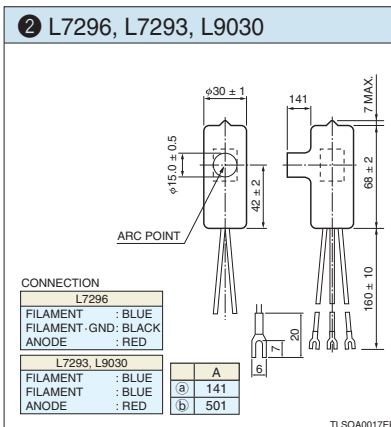 2 L7296, L7293, L9030
φ30 ± 1
141
7 MAX.
φ15.0 ± 0.5
42 ± 2
68 ± 2
ARC POINT
160 ± 10
20
7
6
CONNECTION
L7296
FILAMENT : BLUE
FILAMENT·GND: BLACK
ANODE : RED
L7293, L9030
FILAMENT : BLUE
FILAMENT : BLUE
ANODE : RED
A
ⓐ 141
ⓑ 501